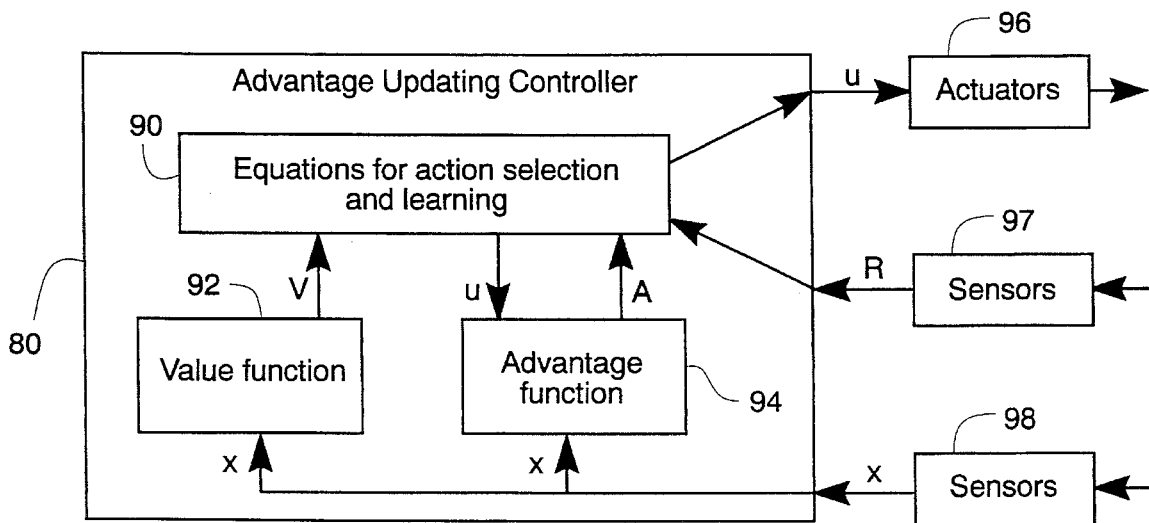 96
Advantage Updating Controller
u
Actuators
90
Equations for action selection
and learning
97
R
Sensors
92
V
u
A
80
Value function
Advantage
function
94
98
x
x
x
Sensors